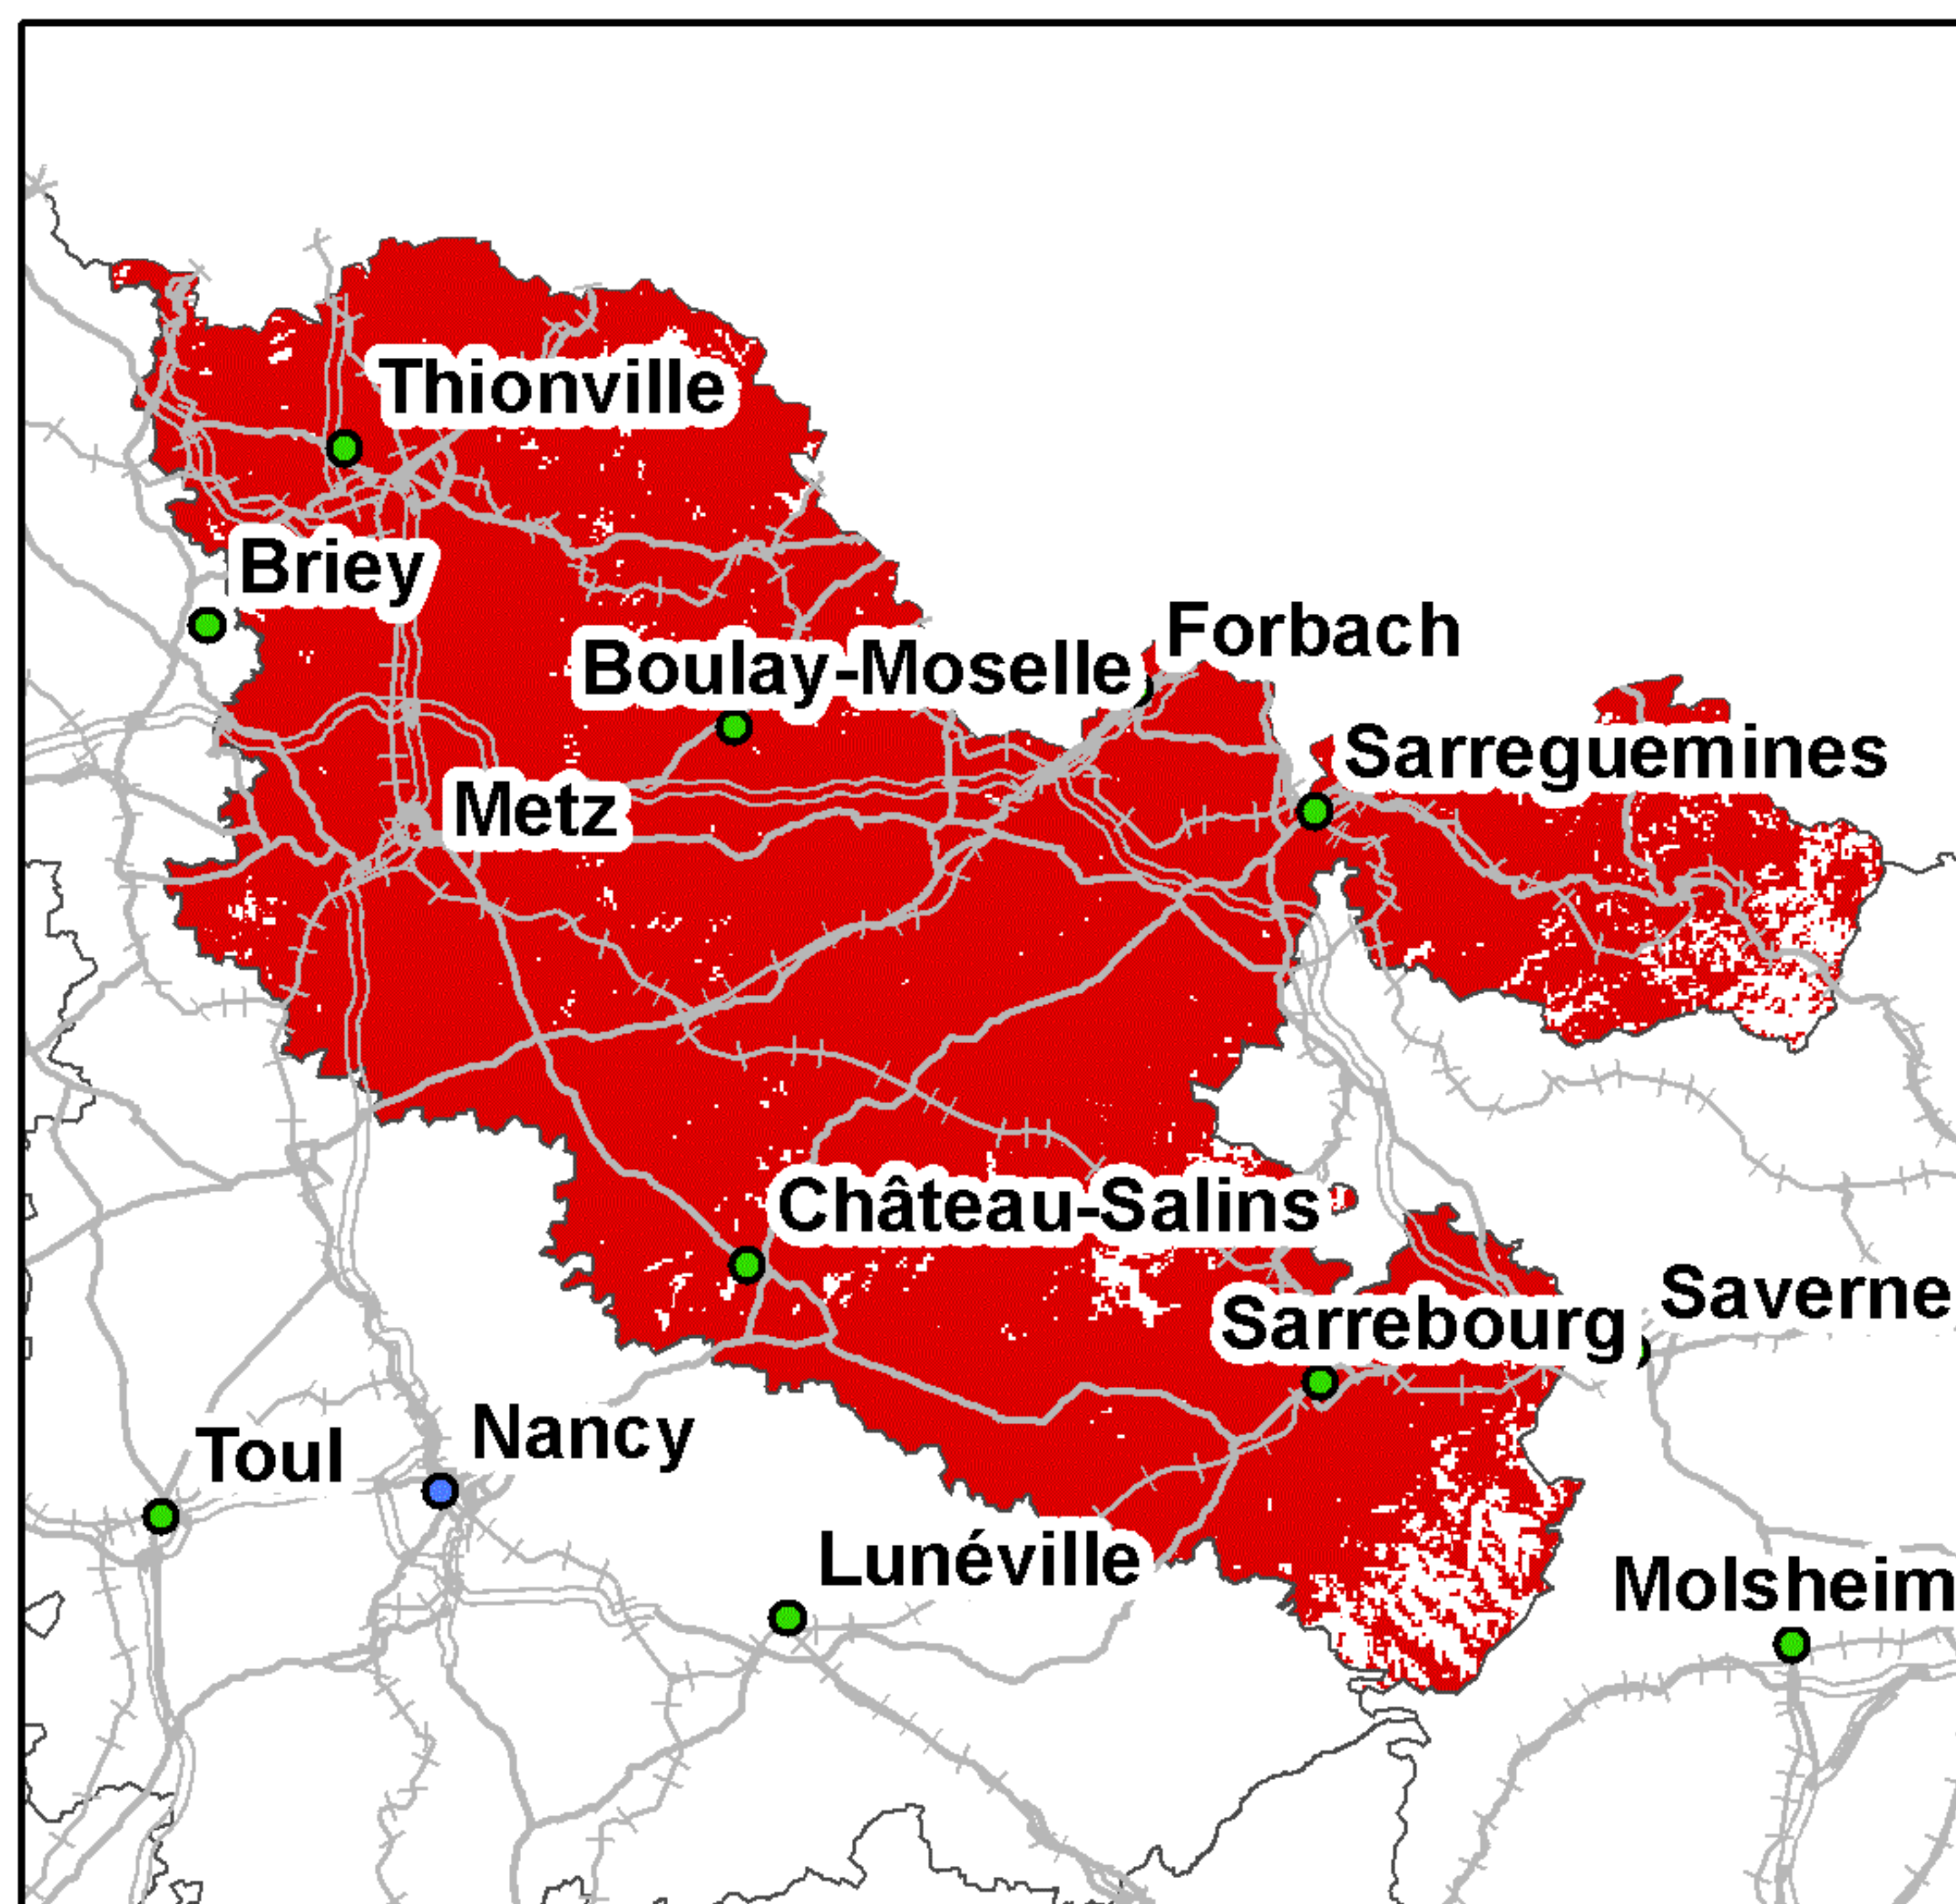 Thionville
Briey
Forbach
Boulay-Moselle
Sarreguemines
Metz
Château-Salins
Saverne
Sarrebourg
Nancy
Toul
Lunéville
Molsheim